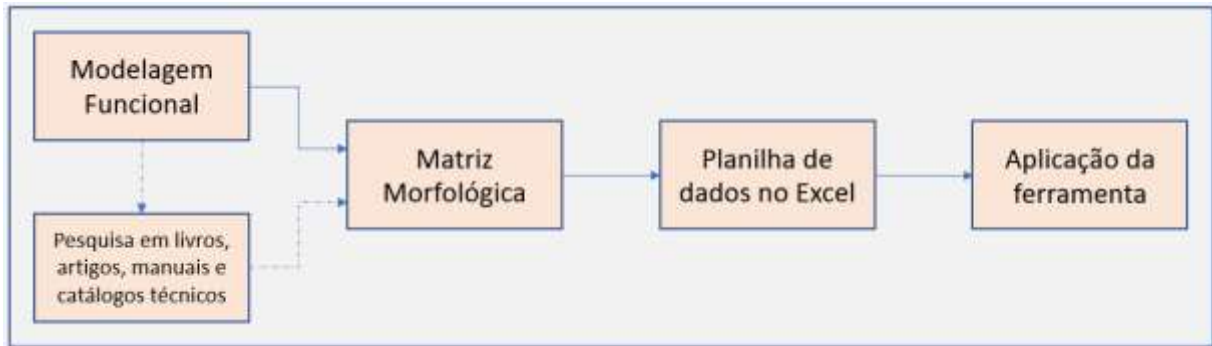 Modelagem
Funcional
Pesquisa em livros,
artigos, manuais e
catálogos técnicos
Matriz
Morfológica
Planilha de
dados no Excel
Aplicação da
ferramenta